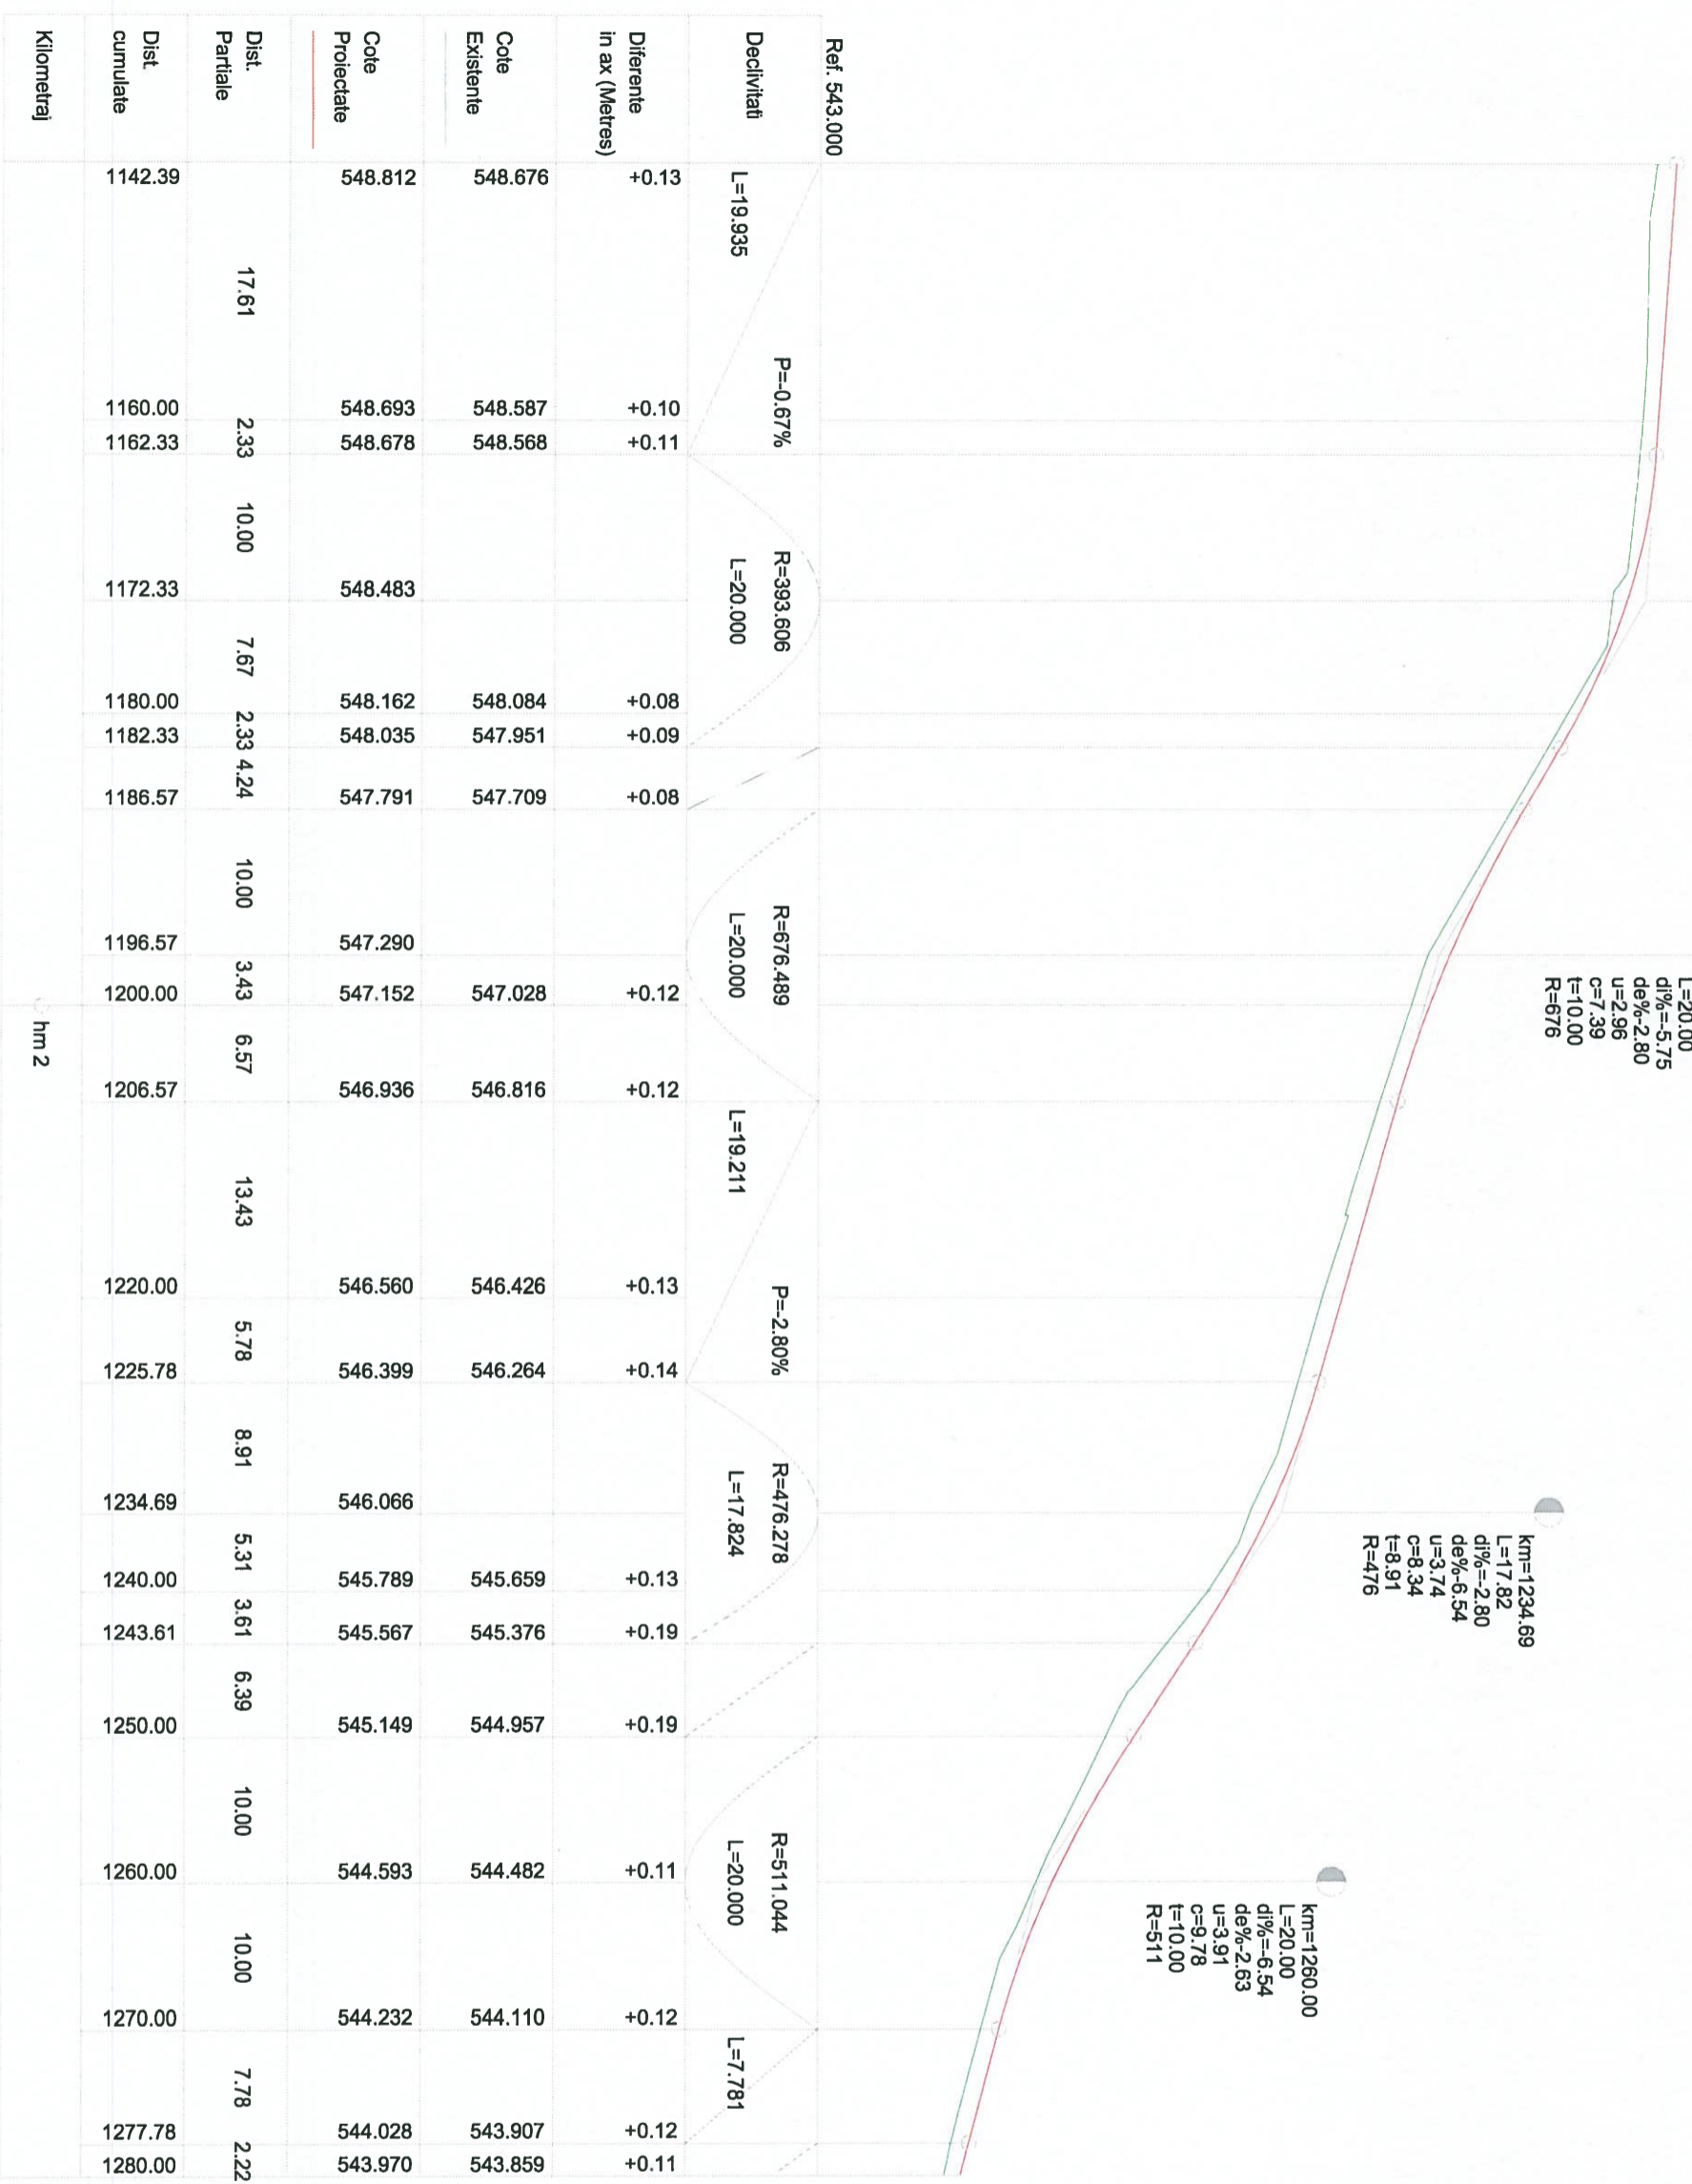 Ref. 543.000
Declivitati
L=19.935
P=-0.67%
R=393.606
L=20.000
R=676.489
L=20.000
L=19.211
P=-2.80%
R=476.278
L=17.824
R=511.044
L=20.000
L=7.781
Diferente
in ax (Metres)
+0.13
+0.10
+0.11
+0.08
+0.09
+0.08
+0.12
+0.12
+0.13
+0.14
+0.13
+0.19
+0.19
+0.11
+0.12
+0.12
+0.11
Cote
Existente
548.676
548.587
548.568
548.084
547.951
547.709
547.028
546.816
546.426
546.264
545.659
545.376
544.957
544.482
544.110
543.907
543.859
Cote
Proiectate
548.812
548.693
548.678
548.483
548.162
548.035
547.791
547.290
547.152
546.936
546.560
546.399
546.066
545.789
545.567
545.149
544.593
544.232
544.028
543.970
Dist.
Partiale
17.61
2.33
10.00
7.67
2.33
4.24
10.00
3.43
6.57
13.43
5.78
8.91
5.31
3.61
6.39
10.00
10.00
7.78
2.22
Dist.
cumulate
1142.39
1160.00
1162.33
1172.33
1180.00
1182.33
1186.57
1196.57
1200.00
1206.57
1220.00
1225.78
1234.69
1240.00
1243.61
1250.00
1260.00
1270.00
1277.78
1280.00
Kilometraj
hm 2
L=20.00
di%=-5.75
de%-2.80
u=2.96
c=7.39
t=10.00
R=676
km=1234.69
L=17.82
di%=-2.80
de%-6.54
u=3.74
c=8.34
t=8.91
R=476
km=1260.00
L=20.00
di%=-6.54
de%-2.63
u=3.91
c=9.78
t=10.00
R=511